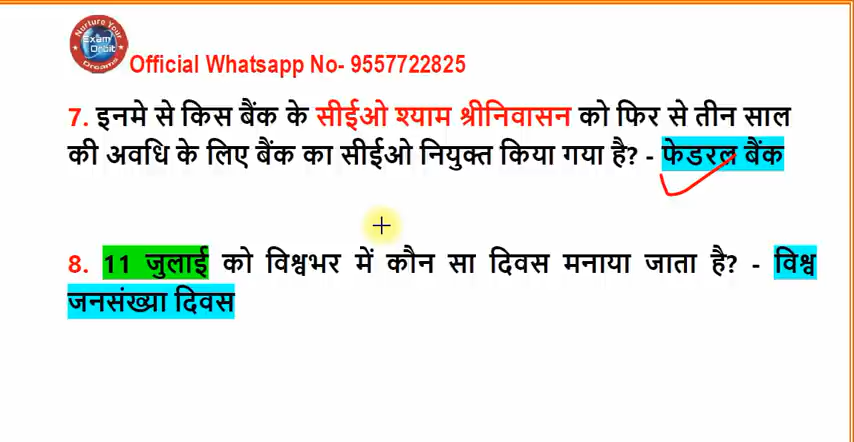 Nurture Your
Exam
Orbit
Dreams
Official Whatsapp No- 9557722825
7. इनमे से किस बैंक के सीईओ श्याम श्रीनिवासन को फिर से तीन साल
की अवधि के लिए बैंक का सीईओ नियुक्त किया गया है? - फेडरल बैंक
8. 11 जुलाई को विश्वभर में कौन सा दिवस मनाया जाता है? - विश्व
जनसंख्या दिवस